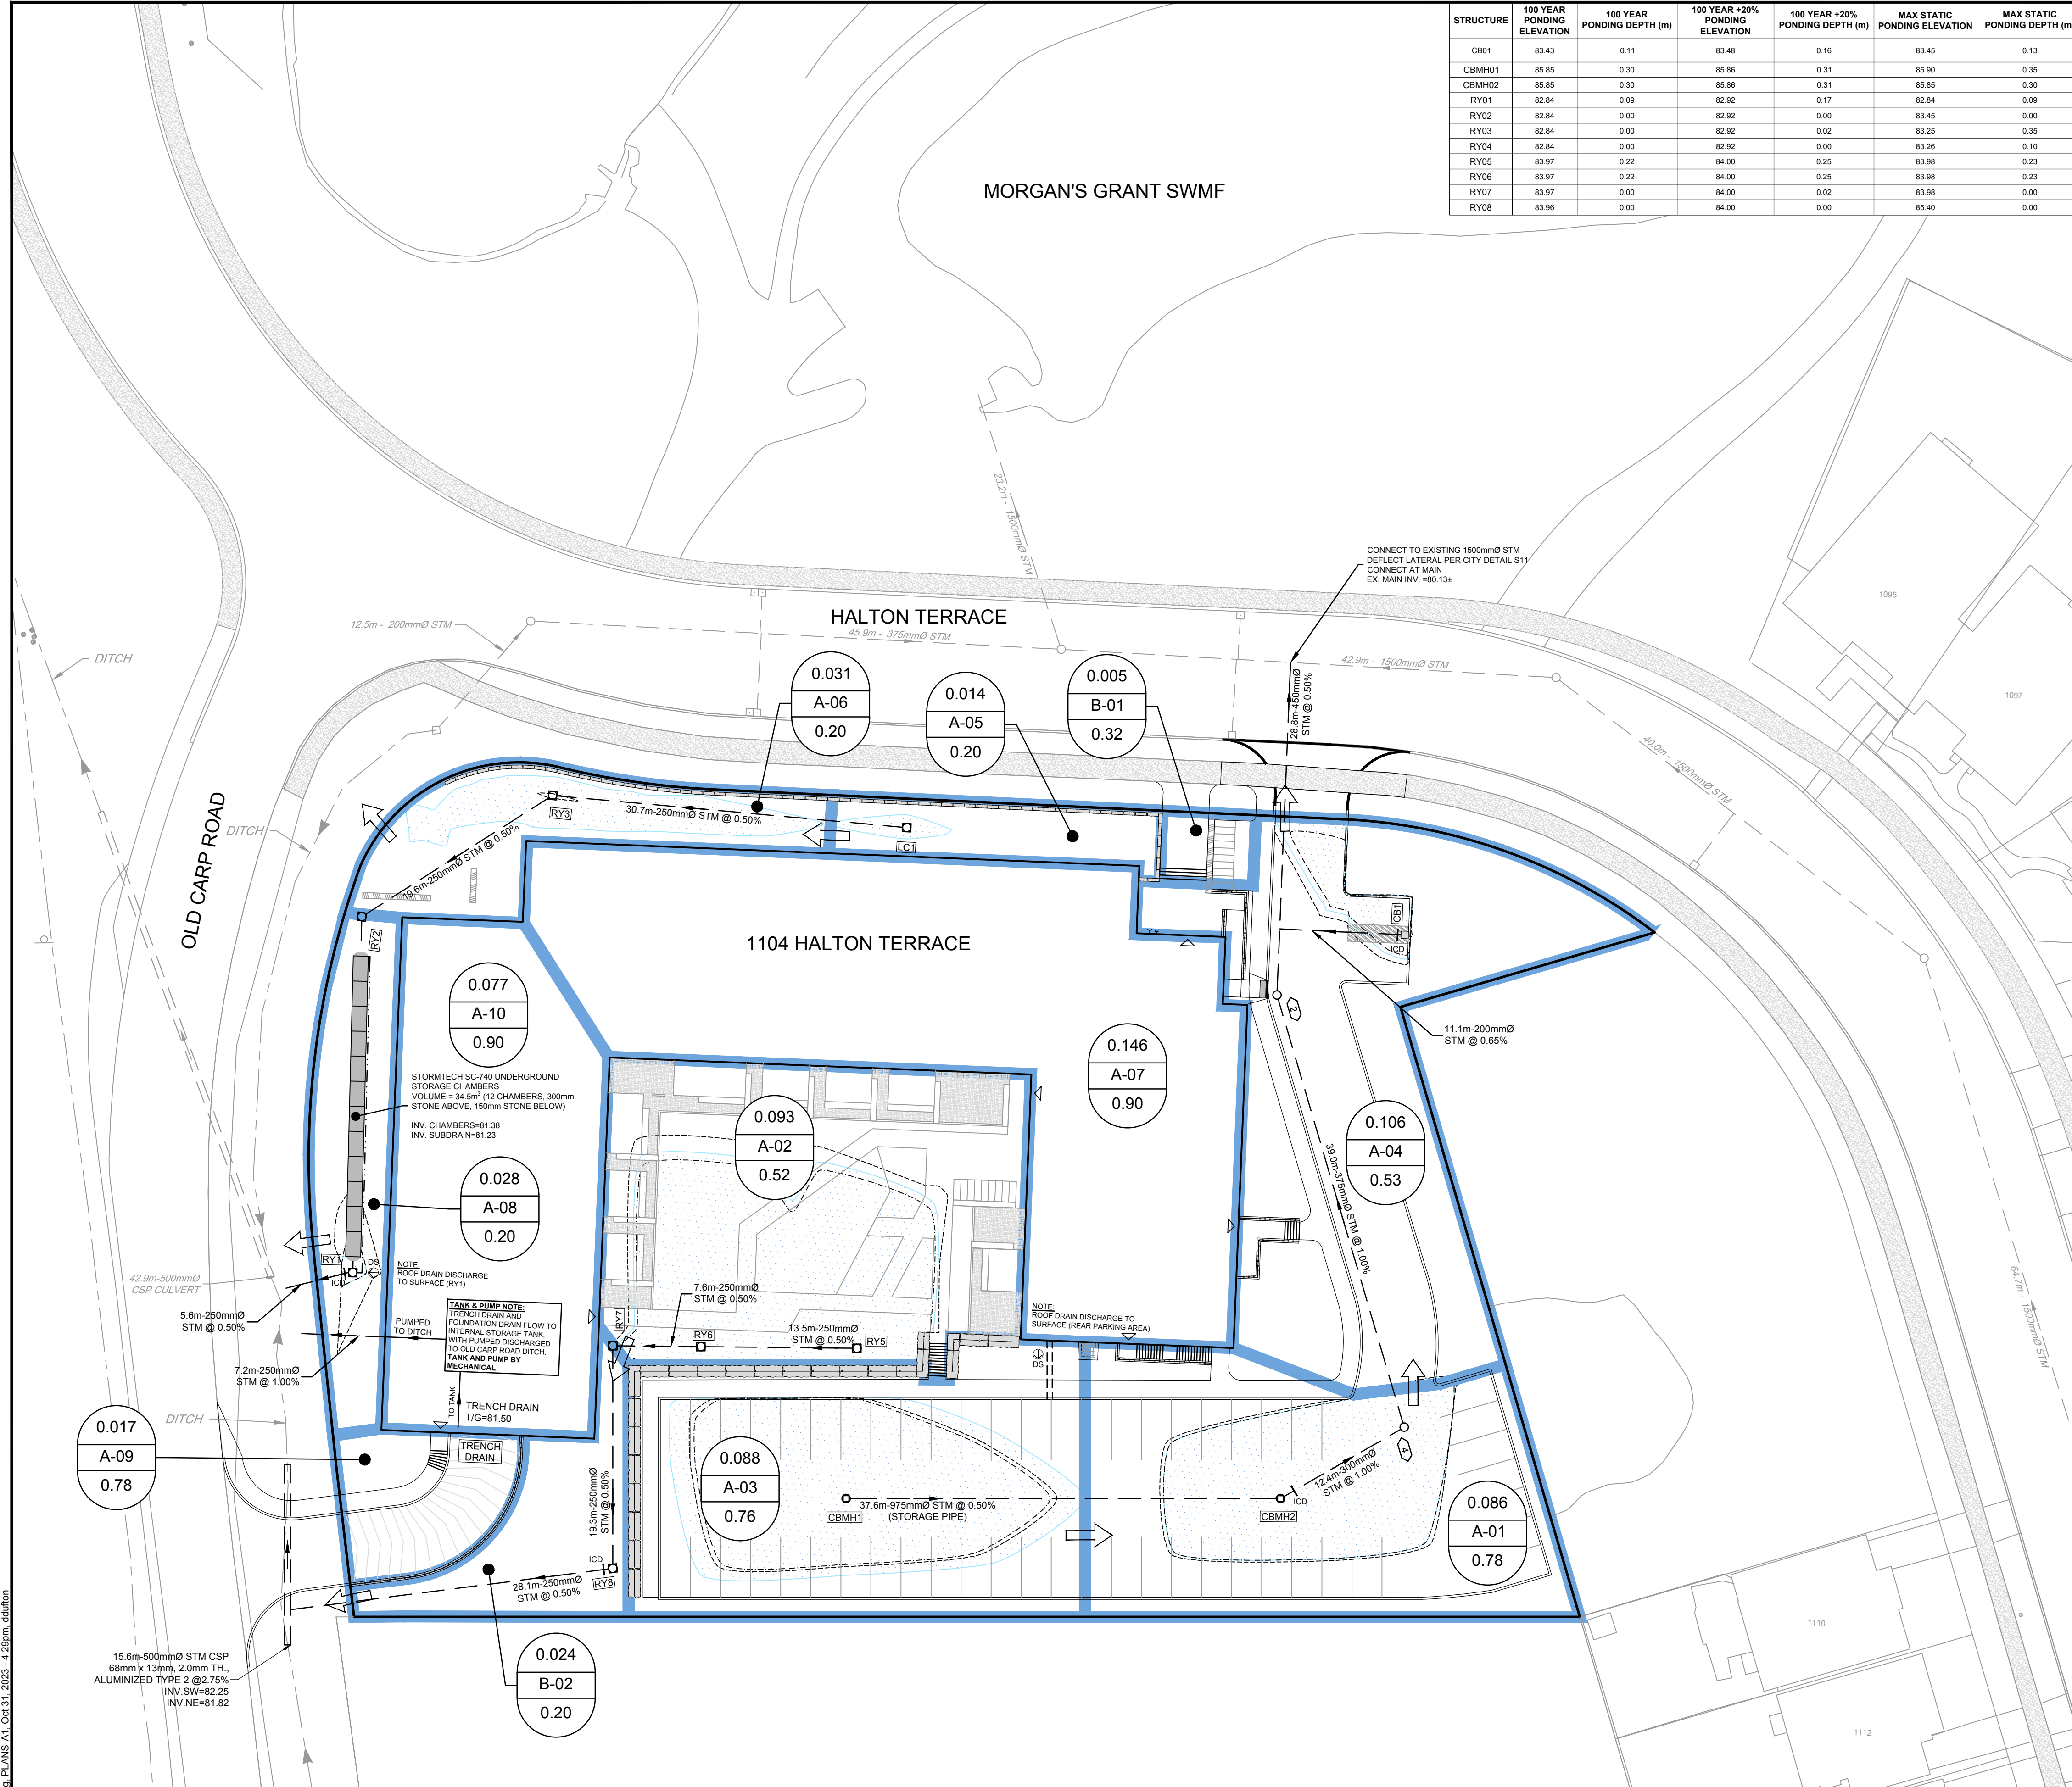 STRUCTURE | 100 YEAR PONDING ELEVATION | 100 YEAR PONDING DEPTH (m) | 100 YEAR +20% PONDING ELEVATION | 100 YEAR +20% PONDING DEPTH (m) | MAX STATIC PONDING ELEVATION | MAX STATIC PONDING DEPTH (m
CB01 83.43 0.11 83.48 0.16 83.45 0.13
CBMH01 85.85 0.30 85.86 0.31 85.90 0.35
CBMH02 85.85 0.30 85.86 0.31 85.85 0.30
RY01 82.84 0.09 82.92 0.17 82.84 0.09
RY02 82.84 0.00 82.92 0.00 83.45 0.00
RY03 82.84 0.00 82.92 0.02 83.25 0.35
RY04 82.84 0.00 82.92 0.00 83.26 0.10
RY05 83.97 0.22 84.00 0.25 83.98 0.23
RY06 83.97 0.22 84.00 0.25 83.98 0.23
RY07 83.97 0.00 84.00 0.02 83.98 0.00
RY08 83.96 0.00 84.00 0.00 85.40 0.00
MORGAN'S GRANT SWMF
23.2m - 1500mmØ STM
CONNECT TO EXISTING 1500mmØ STM
DEFLECT LATERAL PER CITY DETAIL S11
CONNECT AT MAIN
EX. MAIN INV. =80.13±
1095
1097
HALTON TERRACE
12.5m - 200mmØ STM
45.9m - 375mmØ STM
42.9m - 1500mmØ STM
40.0m - 1500mmØ STM
64.7m - 1500mmØ STM
DITCH
DITCH
OLD CARP ROAD
0.031
A-06
0.20
0.014
A-05
0.20
0.005
B-01
0.32
28.8m-450mmØ
STM @ 0.50%
RY3
30.7m-250mmØ STM @ 0.50%
LC1
19.6m-250mmØ STM @ 0.50%
RY2
CB1
ICD
1104 HALTON TERRACE
2
11.1m-200mmØ
STM @ 0.65%
0.077
A-10
0.90
STORMTECH SC-740 UNDERGROUND
STORAGE CHAMBERS
VOLUME = 34.5m³ (12 CHAMBERS, 300mm
STONE ABOVE, 150mm STONE BELOW)
INV. CHAMBERS=81.38
INV. SUBDRAIN=81.23
0.146
A-07
0.90
0.093
A-02
0.52
0.106
A-04
0.53
39.0m-375mmØ STM @ 1.00%
0.028
A-08
0.20
RY1
DS
ICD
NOTE:
ROOF DRAIN DISCHARGE
TO SURFACE (RY1)
42.9m-500mmØ
CSP CULVERT
5.6m-250mmØ
STM @ 0.50%
PUMPED
TO DITCH
TANK & PUMP NOTE:
TRENCH DRAIN AND
FOUNDATION DRAIN FLOW TO
INTERNAL STORAGE TANK,
WITH PUMPED DISCHARGED
TO OLD CARP ROAD DITCH.
TANK AND PUMP BY
MECHANICAL
7.2m-250mmØ
STM @ 1.00%
TO TANK
TRENCH DRAIN
T/G=81.50
TRENCH
DRAIN
DITCH
7.6m-250mmØ
STM @ 0.50%
RY7
RY6
13.5m-250mmØ
STM @ 0.50%
RY5
NOTE:
ROOF DRAIN DISCHARGE TO
SURFACE (REAR PARKING AREA)
DS
0.017
A-09
0.78
19.3m-250mmØ
STM @ 0.50%
0.088
A-03
0.76
CBMH1
37.6m-975mmØ STM @ 0.50%
(STORAGE PIPE)
CBMH2
ICD
12.4m-300mmØ
STM @ 1.00%
4
0.086
A-01
0.78
ICD
RY8
28.1m-250mmØ
STM @ 0.50%
0.024
B-02
0.20
15.6m-500mmØ STM CSP
68mm x 13mm, 2.0mm TH.,
ALUMINIZED TYPE 2 @2.75%
INV.SW=82.25
INV.NE=81.82
1110
1112
g, PLANS-A1, Oct 31, 2023 - 4:29pm, ddufton